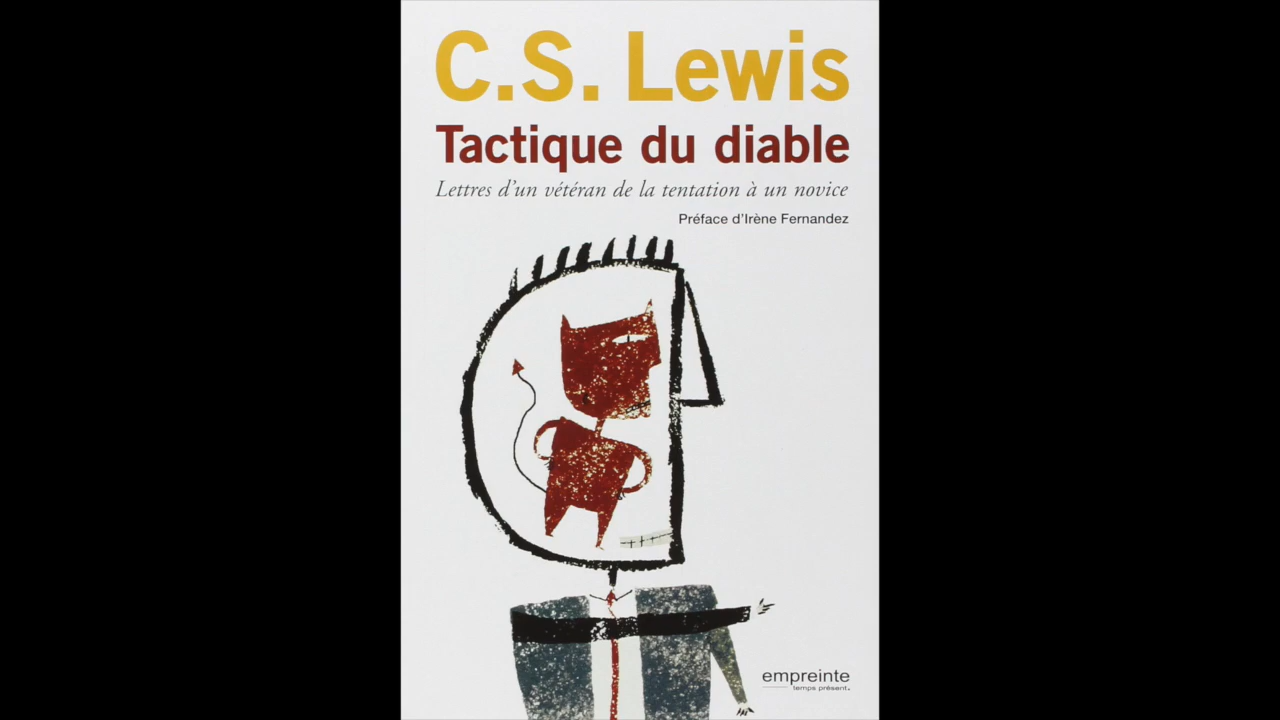 C.S. Lewis
Tactique du diable
Lettres d'un vétéran de la tentation à un novice
Préface d'Irène Fernandez
empreinte
temps présent.